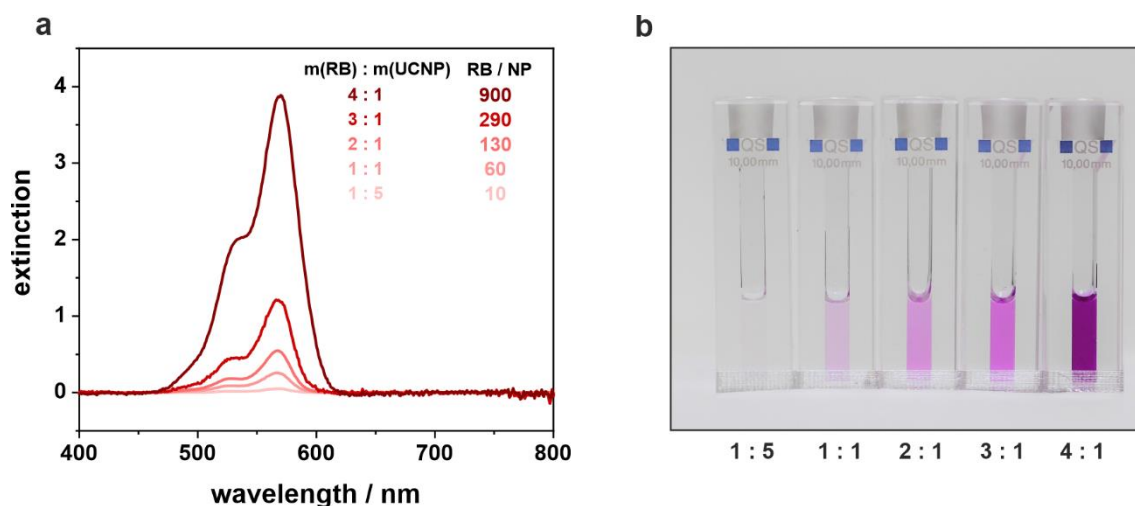 a
m(RB) : m(UCNP) RB / NP
4 : 1 900
3 : 1 290
2 : 1 130
1 : 1 60
1 : 5 10
4
3
2
1
0
extinction
400 500 600 700 800
wavelength / nm
b
QS QS QS QS QS
10,00mm 10,00mm 10,00mm 10,00mm 10,00mm
1 : 5 1 : 1 2 : 1 3 : 1 4 : 1